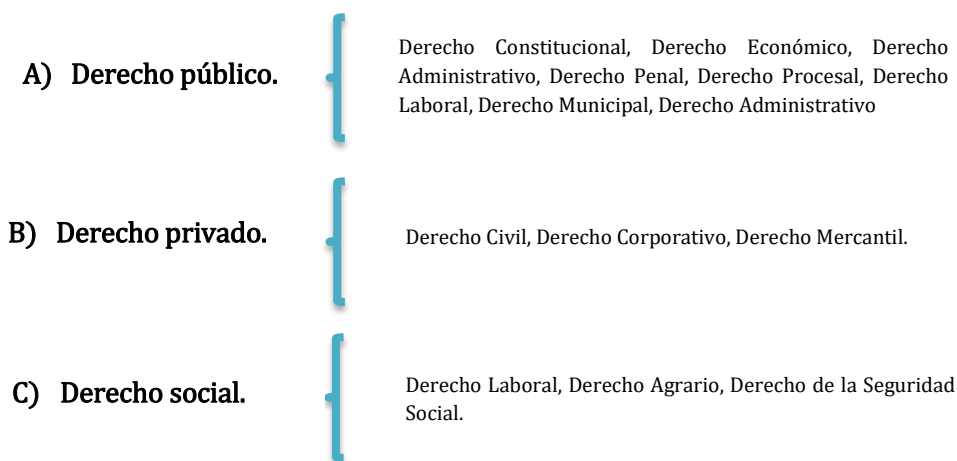 A) Derecho público.
Derecho Constitucional, Derecho Económico, Derecho
Administrativo, Derecho Penal, Derecho Procesal, Derecho
Laboral, Derecho Municipal, Derecho Administrativo
B) Derecho privado.
Derecho Civil, Derecho Corporativo, Derecho Mercantil.
C) Derecho social.
Derecho Laboral, Derecho Agrario, Derecho de la Seguridad
Social.